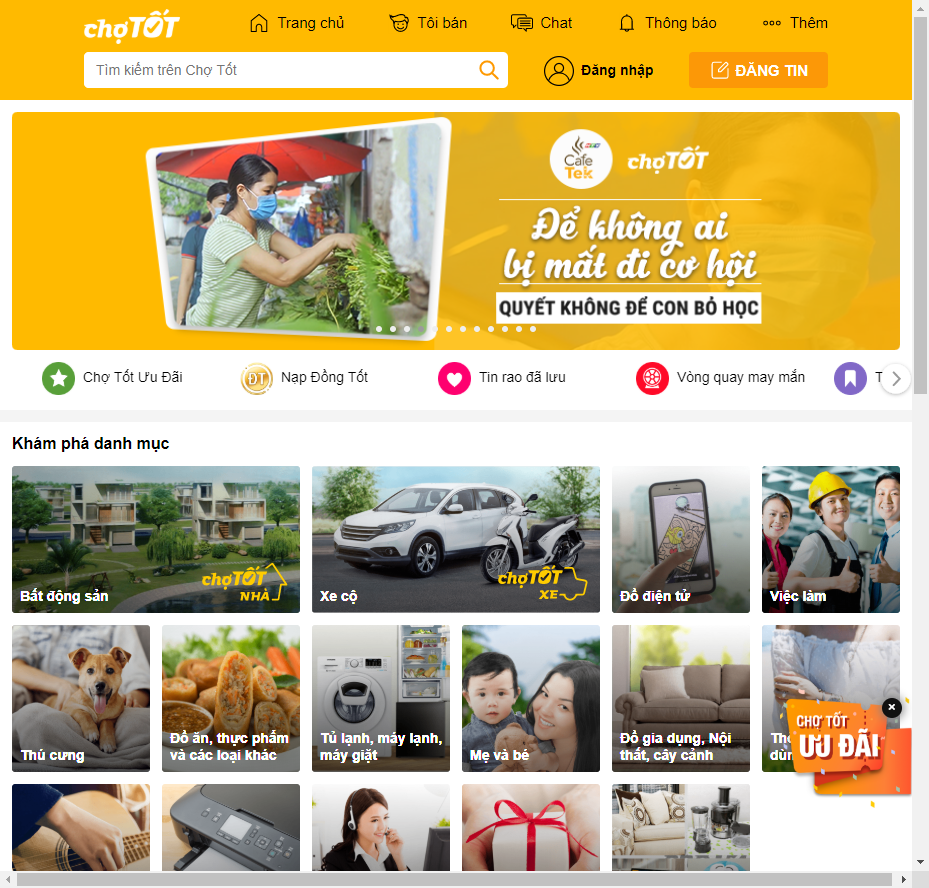 chợTỐT
Trang chủ
Tôi bán
Chat
Thông báo
Thêm
Tìm kiếm trên Chợ Tốt
Đăng nhập
ĐĂNG TIN
Cafe
Tek
chợTỐT
Để không ai
bị mất đi cơ hội
QUYẾT KHÔNG ĐỂ CON BỎ HỌC
Chợ Tốt Ưu Đãi
ĐT
Nạp Đồng Tốt
Tin rao đã lưu
Vòng quay may mắn
Khám phá danh mục
chợTỐT
NHÀ
Bất động sản
chợTỐT
XE
Xe cộ
Đồ điện tử
Việc làm
Thú cưng
Đồ ăn, thực phẩm
và các loại khác
Tủ lạnh, máy lạnh,
máy giặt
Mẹ và bé
Đồ gia dụng, Nội
thất, cây cảnh
CHỢ TỐT
ƯU ĐÃI